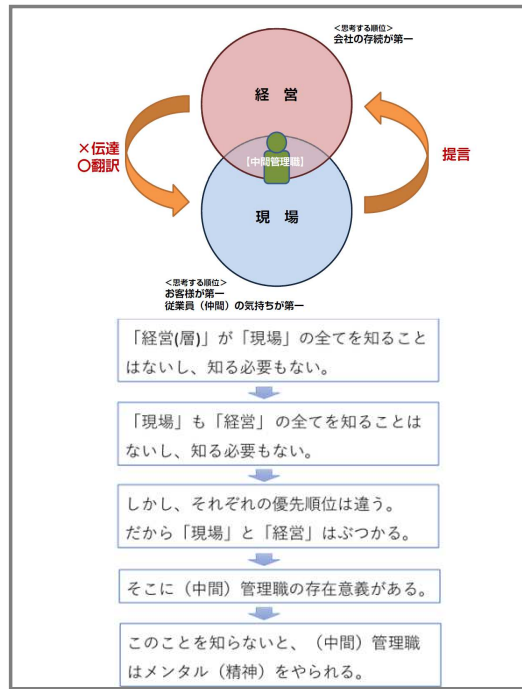 ＜思考する順位＞
会社の存続が第一
経　営
×伝達
〇翻訳
【中間管理職】
提言
現　場
＜思考する順位＞
お客様が第一
従業員（仲間）の気持ちが第一
「経営(層)」が「現場」の全てを知ること
はないし、知る必要もない。
「現場」も「経営」の全てを知ることは
ないし、知る必要もない。
しかし、それぞれの優先順位は違う。
だから「現場」と「経営」はぶつかる。
そこに（中間）管理職の存在意義がある。
このことを知らないと、（中間）管理職
はメンタル（精神）をやられる。